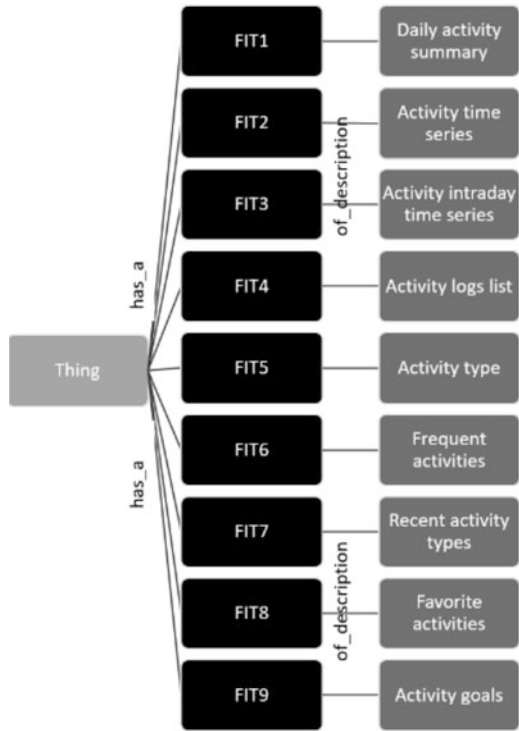 FIT1
Daily activity
summary
FIT2
Activity time
series
of_description
FIT3
Activity intraday
time series
has_a
FIT4
Activity logs list
Thing
FIT5
Activity type
has_a
FIT6
Frequent
activities
FIT7
Recent activity
types
of_description
FIT8
Favorite
activities
FIT9
Activity goals